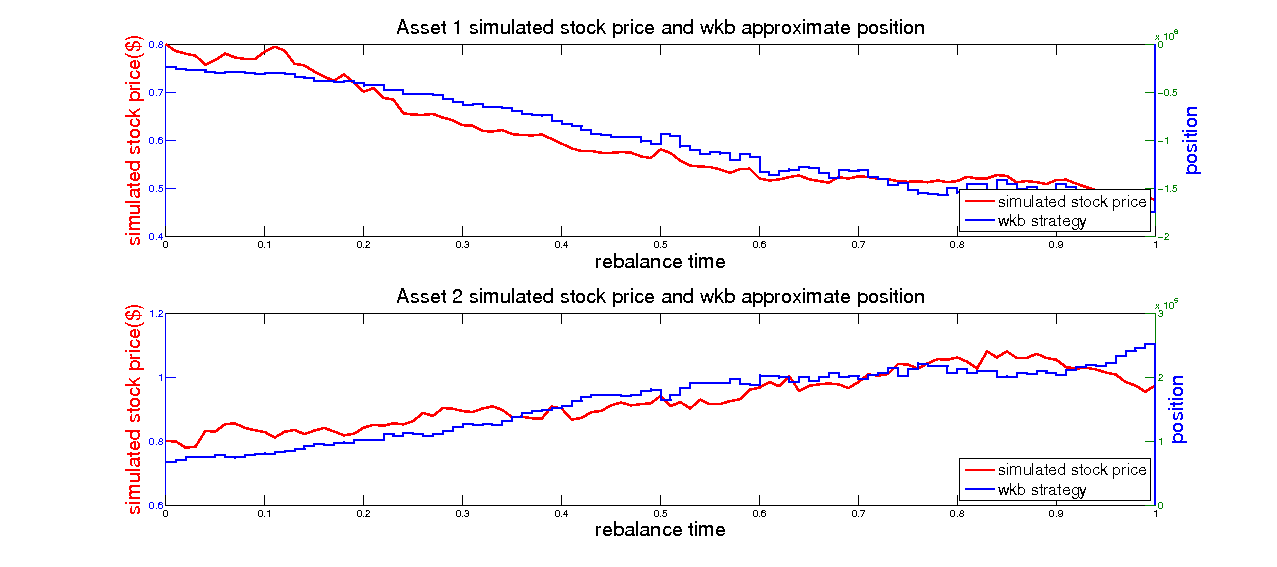 Asset 1 simulated stock price and wkb approximate position
x 10
simulated stock price($)
0.8
0.7
0.6
0.5
0.4
0
−0.5
−1
−1.5
−2
position
simulated stock price
wkb strategy
0 0.1 0.2 0.3 0.4 0.5 0.6 0.7 0.8 0.9 1
rebalance time
Asset 2 simulated stock price and wkb approximate position
x 10
simulated stock price($)
1.2
1
0.8
0.6
3
2
1
0
position
simulated stock price
wkb strategy
0 0.1 0.2 0.3 0.4 0.5 0.6 0.7 0.8 0.9 1
rebalance time